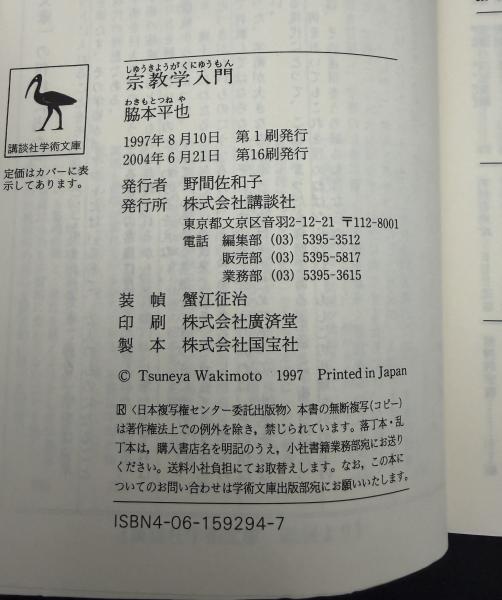 しゅうきょうがくにゅうもん
宗教学入門
わきもとつねや
脇本平也
1997年8月10日 第1刷発行
2004年6月21日 第16刷発行
発行者 野間佐和子
発行所 株式会社講談社
東京都文京区音羽2-12-21 〒112-8001
電話 編集部 (03) 5395-3512
販売部 (03) 5395-5817
業務部 (03) 5395-3615
装幀 蟹江征治
印刷 株式会社廣済堂
製本 株式会社国宝社
© Tsuneya Wakimoto 1997 Printed in Japan
R〈日本複写権センター委託出版物〉本書の無断複写(コピー)
は著作権法上での例外を除き,禁じられています。落丁本・乱
丁本は,購入書店名を明記のうえ,小社書籍業務部宛にお送り
ください。送料小社負担にてお取替えします。なお,この本に
ついてのお問い合わせは学術文庫出版部宛にお願いいたします。
ISBN4-06-159294-7
講談社学術文庫
定価はカバーに表
示してあります。